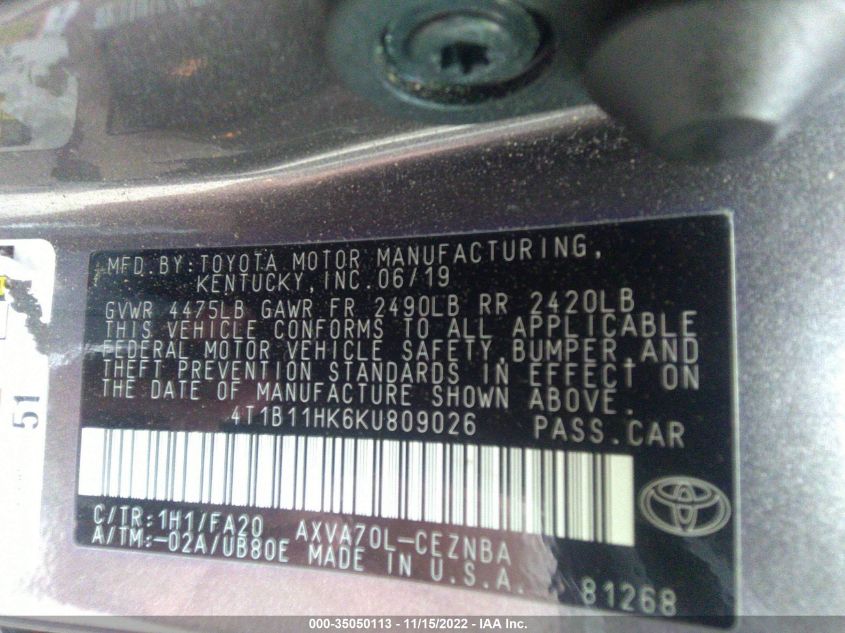 MFD.BY:TOYOTA MOTOR MANUFACTURING,
KENTUCKY,INC.06/19
GVWR 4475LB GAWR FR 2490LB RR 2420LB
THIS VEHICLE CONFORMS TO ALL APPLICABLE
FEDERAL MOTOR VEHICLE SAFETY,BUMPER,AND
THEFT PREVENTION STANDARDS IN EFFECT ON
THE DATE OF MANUFACTURE SHOWN ABOVE.
4T1B11HK6KU809026 PASS.CAR
C/TR:1H1/FA20 AXVA70L-CEZNBA
A/TM:-02A/UB80E MADE IN U.S.A.
81268
51
000-35050113 - 11/15/2022 - IAA Inc.